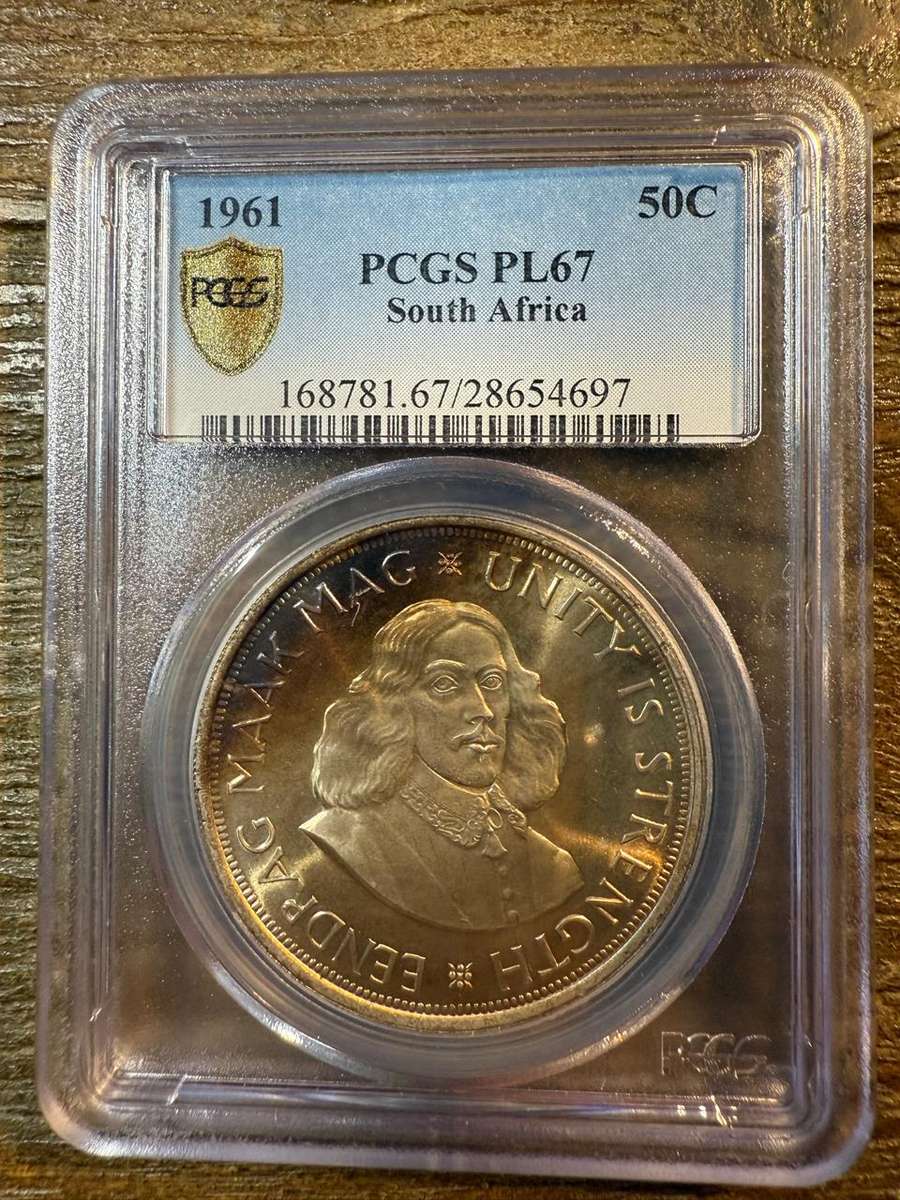 1961
50C
PCGS
PCGS PL67
South Africa
168781.67/28654697
EENDRAG MAAK MAG
UNITY IS STRENGTH
PCGS